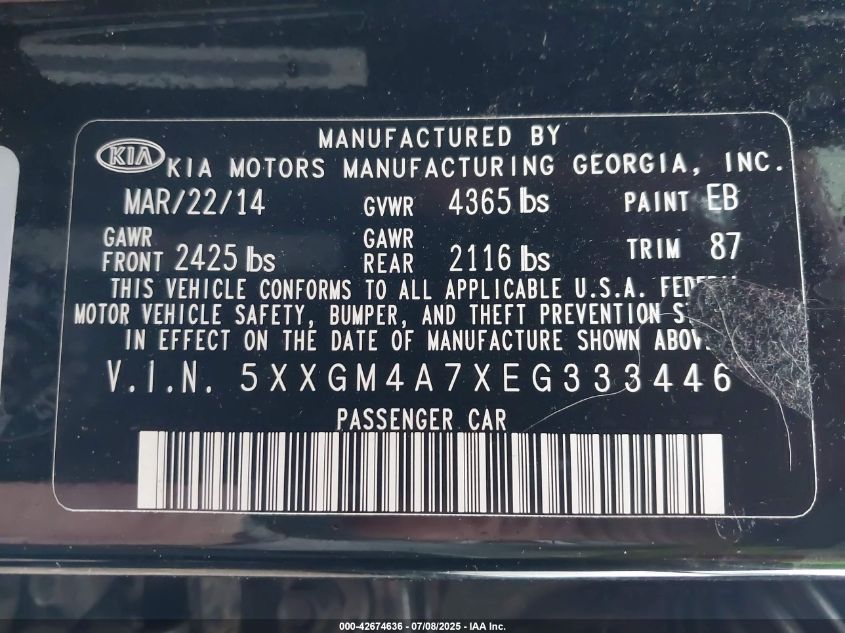 MANUFACTURED BY
KIA KIA MOTORS MANUFACTURING GEORGIA, INC.
MAR/22/14 GVWR 4365 lbs PAINT EB
GAWR FRONT 2425 lbs GAWR REAR 2116 lbs TRIM 87
THIS VEHICLE CONFORMS TO ALL APPLICABLE U.S.A.
MOTOR VEHICLE SAFETY, BUMPER, AND THEFT PREVENTION
IN EFFECT ON THE DATE OF MANUFACTURE SHOWN
V.I.N. 5XXGM4A7XEG333446
PASSENGER CAR
000-42674636 - 07/08/2025 - IAA Inc.